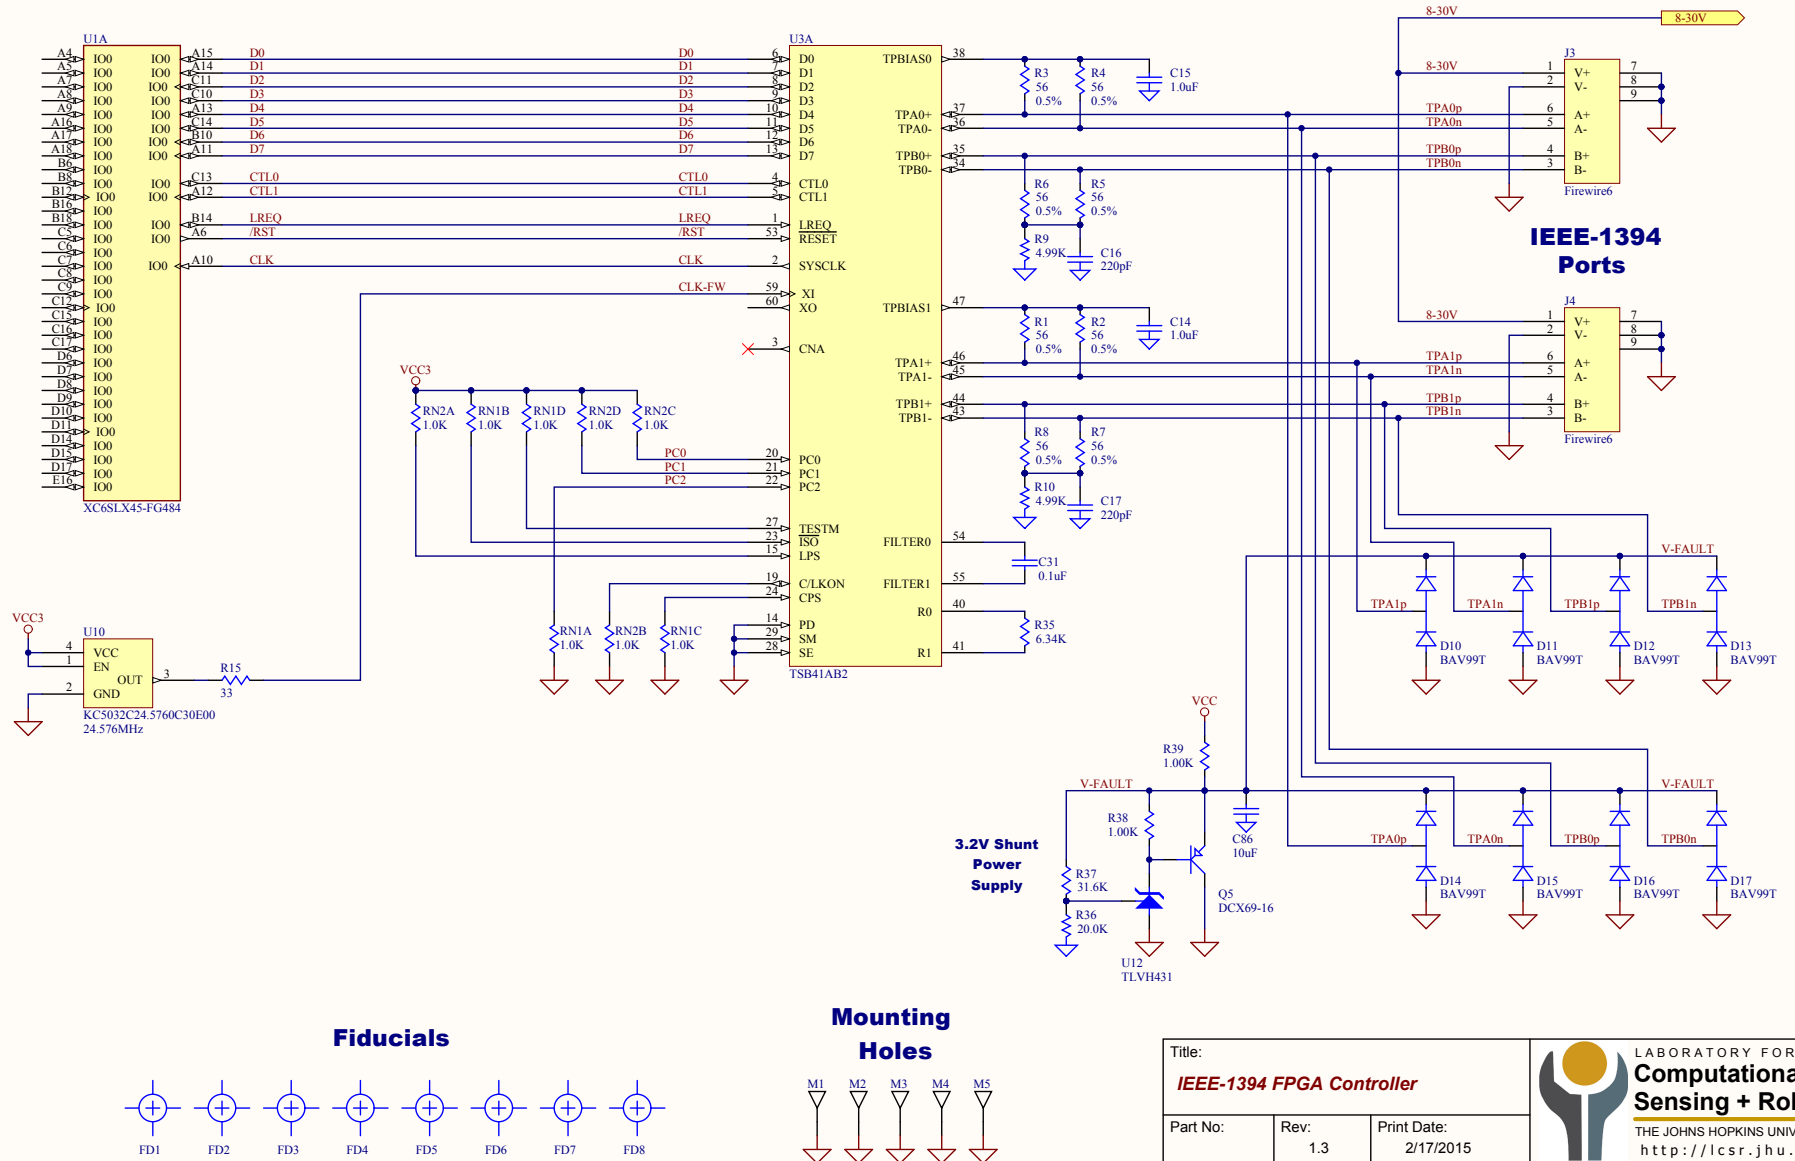 8-30V
8-30V
U1A
A4 IO0 IO0 A15 D0 D0 6 D0
A5 IO0 IO0 A14 D1 D1 7 D1
A7 IO0 IO0 C11 D2 D2 8 D2
A8 IO0 IO0 C10 D3 D3 9 D3
A9 IO0 IO0 A13 D4 D4 10 D4
A16 IO0 IO0 C14 D5 D5 11 D5
A17 IO0 IO0 B10 D6 D6 12 D6
A18 IO0 IO0 A11 D7 D7 13 D7
B6 IO0
B8 IO0 IO0 C13 CTL0 CTL0 4 CTL0
B12 IO0 IO0 A12 CTL1 CTL1 5 CTL1
B16 IO0
B18 IO0 IO0 B14 LREQ LREQ 1 LREQ
C5 IO0 IO0 A6 /RST /RST 53 RESET
C6 IO0
C7 IO0 IO0 A10 CLK CLK 2 SYSCLK
C8 IO0
C9 IO0 CLK-FW 59 XI
C12 IO0 60 XO
C15 IO0
C16 IO0
C17 IO0 3 CNA
D6 IO0
D7 IO0
D8 IO0
D9 IO0
D10 IO0
D11 IO0
D14 IO0
D15 IO0
D17 IO0
E16 IO0
XC6SLX45-FG484
U3A
TPBIAS0 38
TPA0+ 37
TPA0- 36
TPB0+ 35
TPB0- 34
TPBIAS1 47
TPA1+ 46
TPA1- 45
TPB1+ 44
TPB1- 43
FILTER0 54
FILTER1 55
R0 40
R1 41
PC0 20 PC0
PC1 21 PC1
PC2 22 PC2
27 TESTM
23 ISO
15 LPS
19 C/LKON
24 CPS
14 PD
29 SM
28 SE
TSB41AB2
VCC3
RN2A 1.0K
RN1B 1.0K
RN1D 1.0K
RN2D 1.0K
RN2C 1.0K
RN1A 1.0K
RN2B 1.0K
RN1C 1.0K
VCC3
U10
4 VCC
1 EN
OUT 3
2 GND
KC5032C24.5760C30E00
24.576MHz
R15
33
R3 56 0.5%
R4 56 0.5%
C15 1.0uF
R6 56 0.5%
R5 56 0.5%
R9 4.99K
C16 220pF
R1 56 0.5%
R2 56 0.5%
C14 1.0uF
R8 56 0.5%
R7 56 0.5%
R10 4.99K
C17 220pF
C31 0.1uF
R35 6.34K
J3
8-30V 1 V+ 7
2 V- 8
9
TPA0p 6 A+
TPA0n 5 A-
TPB0p 4 B+
TPB0n 3 B-
Firewire6
IEEE-1394
Ports
J4
8-30V 1 V+ 7
2 V- 8
9
TPA1p 6 A+
TPA1n 5 A-
TPB1p 4 B+
TPB1n 3 B-
Firewire6
V-FAULT
TPA1p TPA1n TPB1p TPB1n
D10 D11 D12 D13
BAV99T BAV99T BAV99T BAV99T
VCC
R39
1.00K
V-FAULT V-FAULT
R38
1.00K
C86
10uF
3.2V Shunt
Power
Supply
R37
31.6K
R36
20.0K
Q5
DCX69-16
U12
TLVH431
TPA0p TPA0n TPB0p TPB0n
D14 D15 D16 D17
BAV99T BAV99T BAV99T BAV99T
Fiducials
FD1 FD2 FD3 FD4 FD5 FD6 FD7 FD8
Mounting
Holes
M1 M2 M3 M4 M5
Title:
IEEE-1394 FPGA Controller
Part No:
Rev:
1.3
Print Date:
2/17/2015
LABORATORY FOR
Computationa
Sensing + Ro
THE JOHNS HOPKINS UNIV
http://lcsr.jhu.